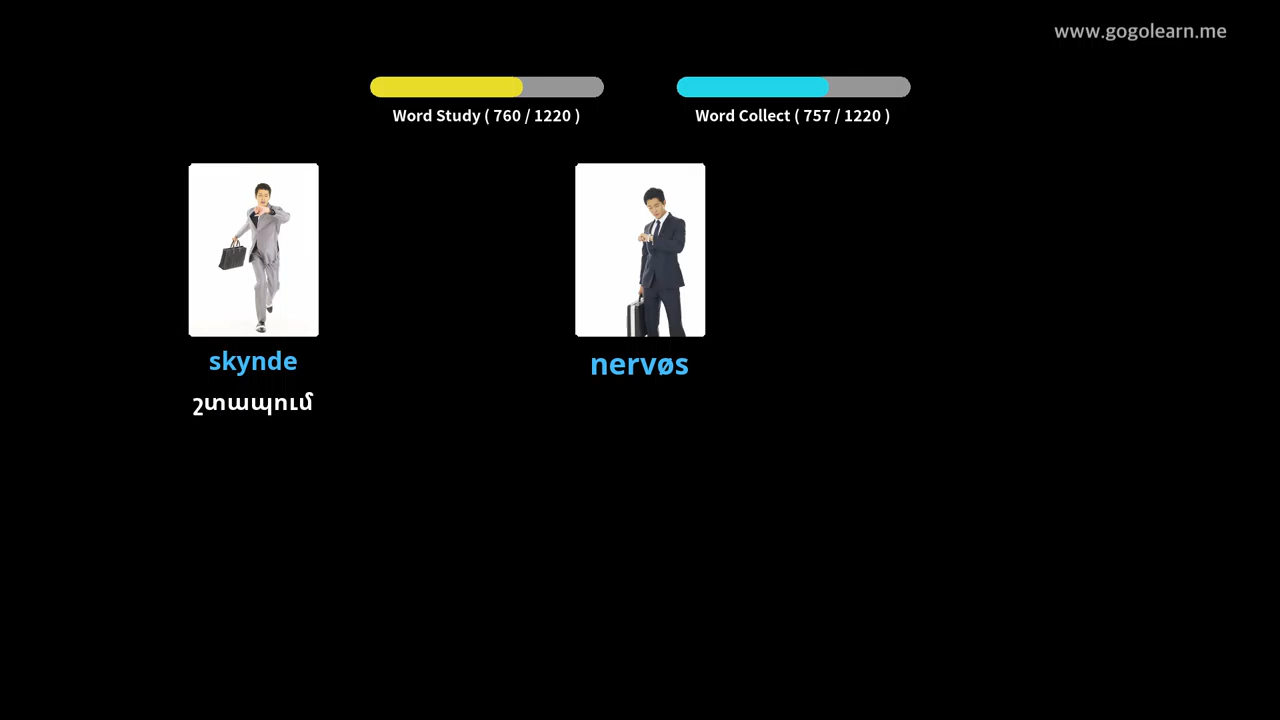 www.gogolearn.me
Word Study ( 760 / 1220 )
Word Collect ( 757 / 1220 )
skynde
nervøs
շտապում